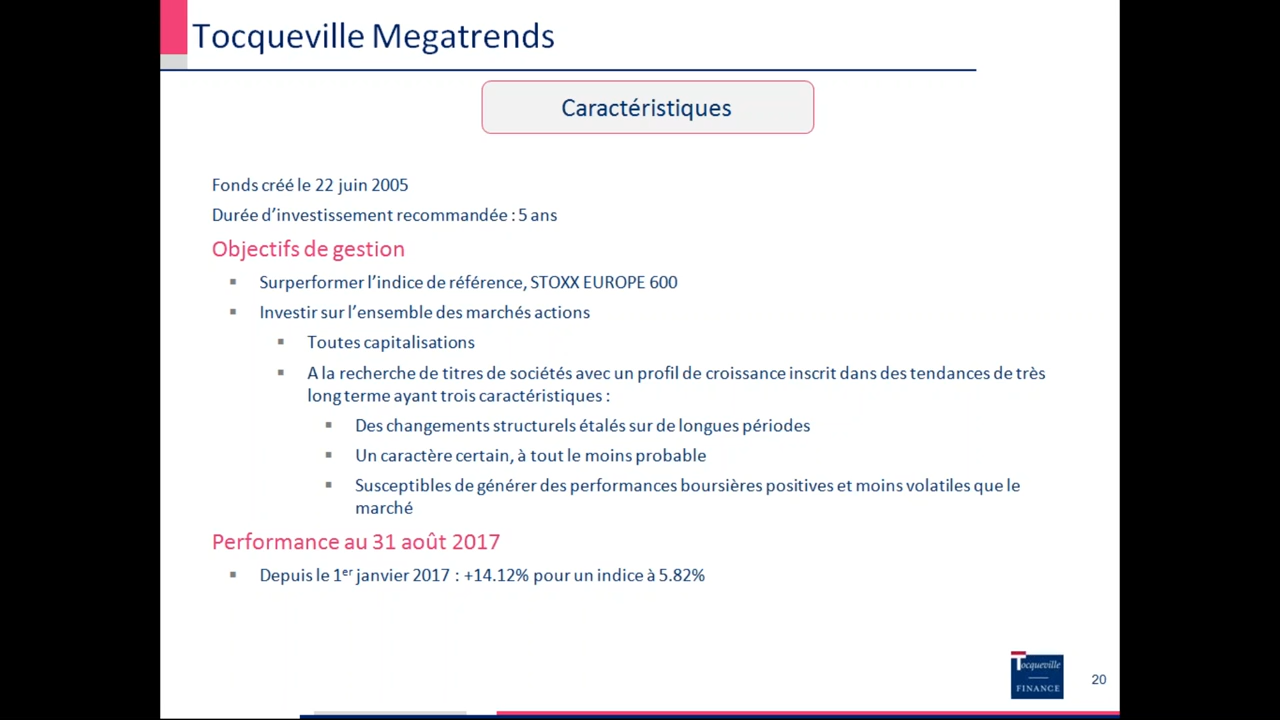 Tocqueville Megatrends
Caractéristiques
Fonds créé le 22 juin 2005
Durée d’investissement recommandée : 5 ans
Objectifs de gestion
▪ Surperformer l’indice de référence, STOXX EUROPE 600
▪ Investir sur l’ensemble des marchés actions
▪ Toutes capitalisations
▪ A la recherche de titres de sociétés avec un profil de croissance inscrit dans des tendances de très
long terme ayant trois caractéristiques :
▪ Des changements structurels étalés sur de longues périodes
▪ Un caractère certain, à tout le moins probable
▪ Susceptibles de générer des performances boursières positives et moins volatiles que le
marché
Performance au 31 août 2017
▪ Depuis le 1er janvier 2017 : +14.12% pour un indice à 5.82%
Tocqueville
FINANCE
20